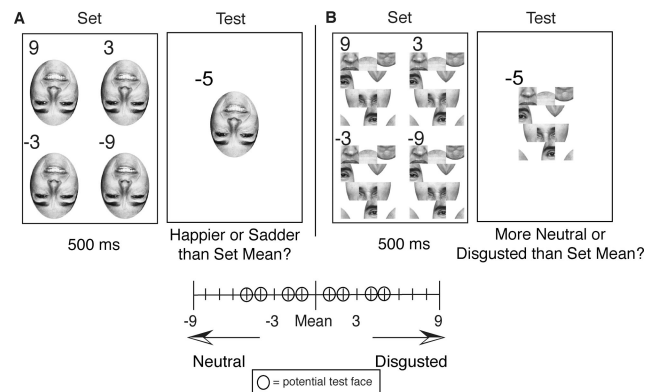 A Set Test
9 3
-5
-3 -9
500 ms
Happier or Sadder
than Set Mean?
B Set Test
9 3
-5
-3 -9
500 ms
More Neutral or
Disgusted than Set Mean?
-9 -3 Mean 3 9
Neutral Disgusted
= potential test face